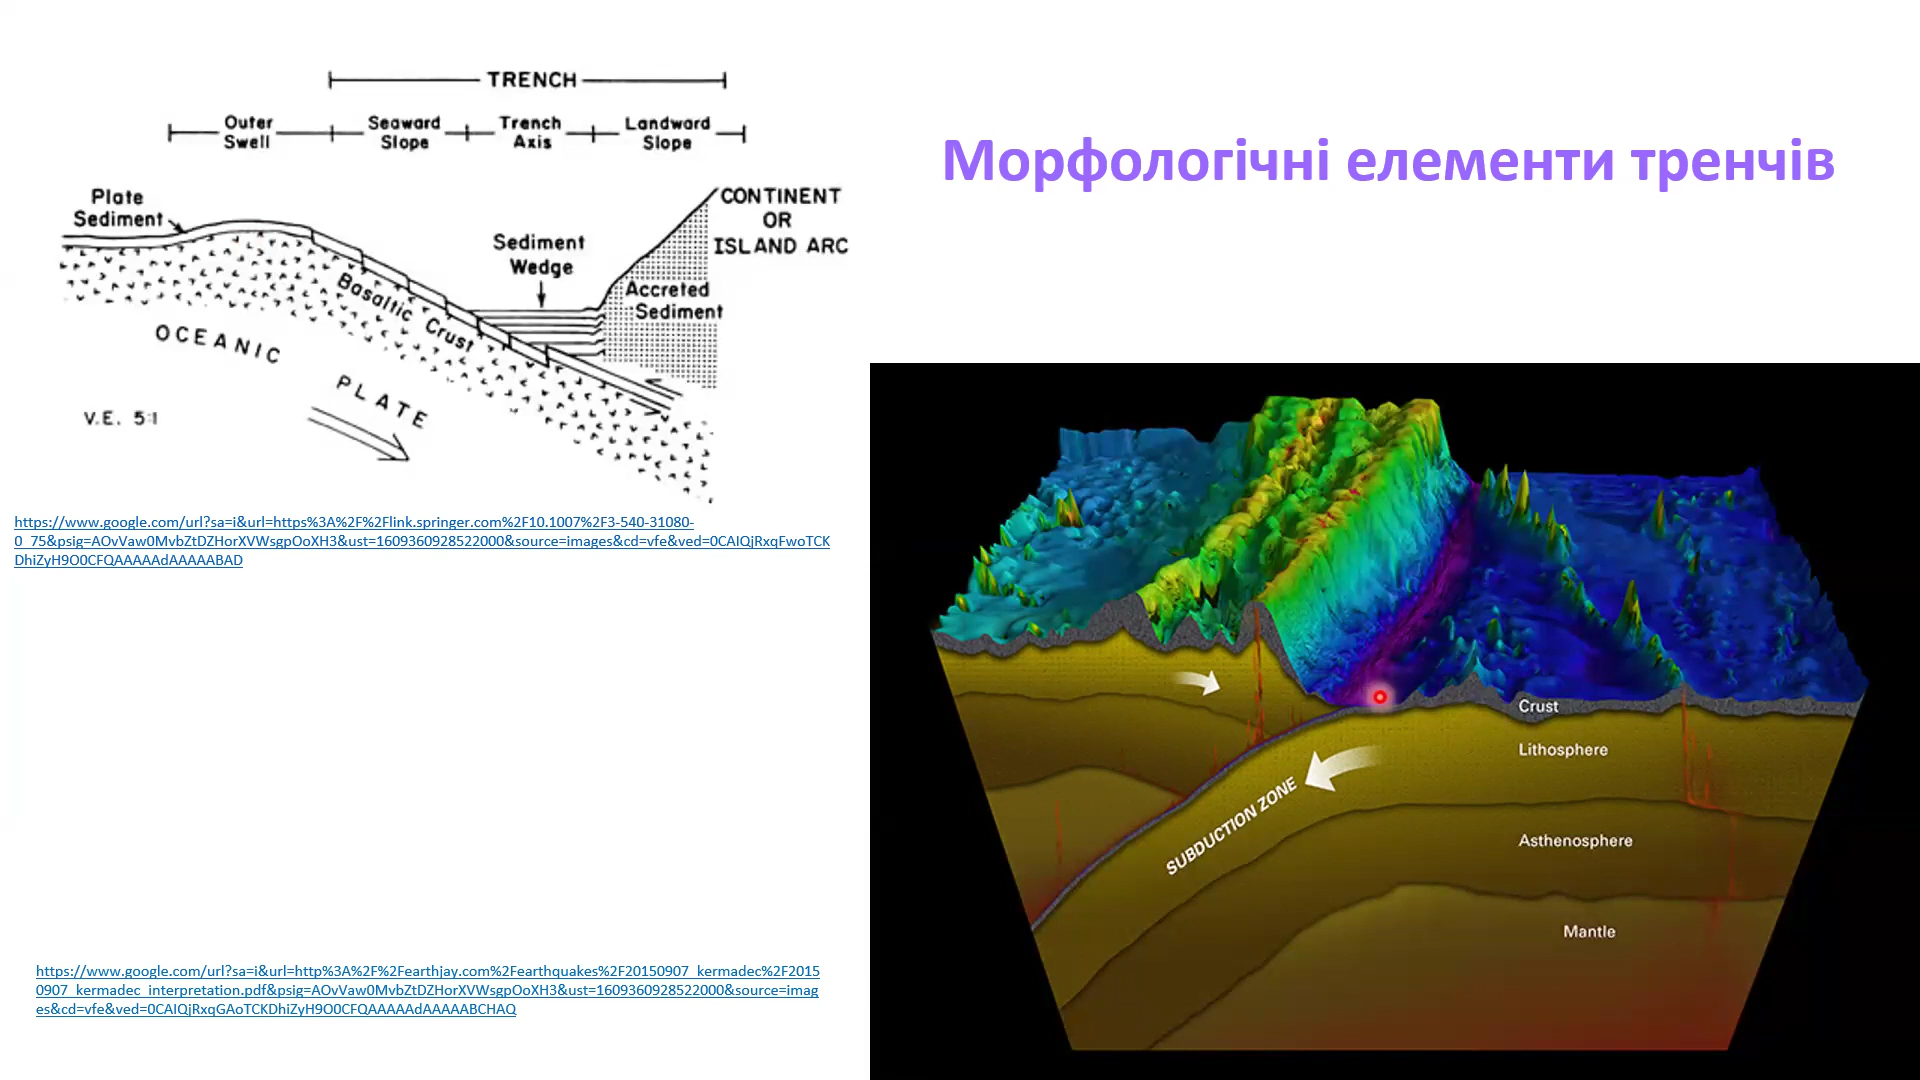 TRENCH
Outer Swell
Seaward Slope
Trench Axis
Landward Slope
Plate
Sediment
Sediment
Wedge
CONTINENT
OR
ISLAND ARC
Accreted
Sediment
Basaltic Crust
OCEANIC
PLATE
V.E. 5:1
https://www.google.com/url?sa=i&url=https%3A%2F%2Flink.springer.com%2F10.1007%2F3-540-31080-
0_75&psig=AOvVaw0MvbZtDZHorXVWsgpOoXH3&ust=1609360928522000&source=images&cd=vfe&ved=0CAIQjRxqFwoTCK
DhiZyH9O0CFQAAAAAdAAAAABAD
Морфологічні елементи тренчів
Crust
Lithosphere
SUBDUCTION ZONE
Asthenosphere
Mantle
https://www.google.com/url?sa=i&url=http%3A%2F%2Fearthjay.com%2Fearthquakes%2F20150907_kermadec%2F2015
0907_kermadec_interpretation.pdf&psig=AOvVaw0MvbZtDZHorXVWsgpOoXH3&ust=1609360928522000&source=imag
es&cd=vfe&ved=0CAIQjRxqGAoTCKDhiZyH9O0CFQAAAAAdAAAAABCHAQ